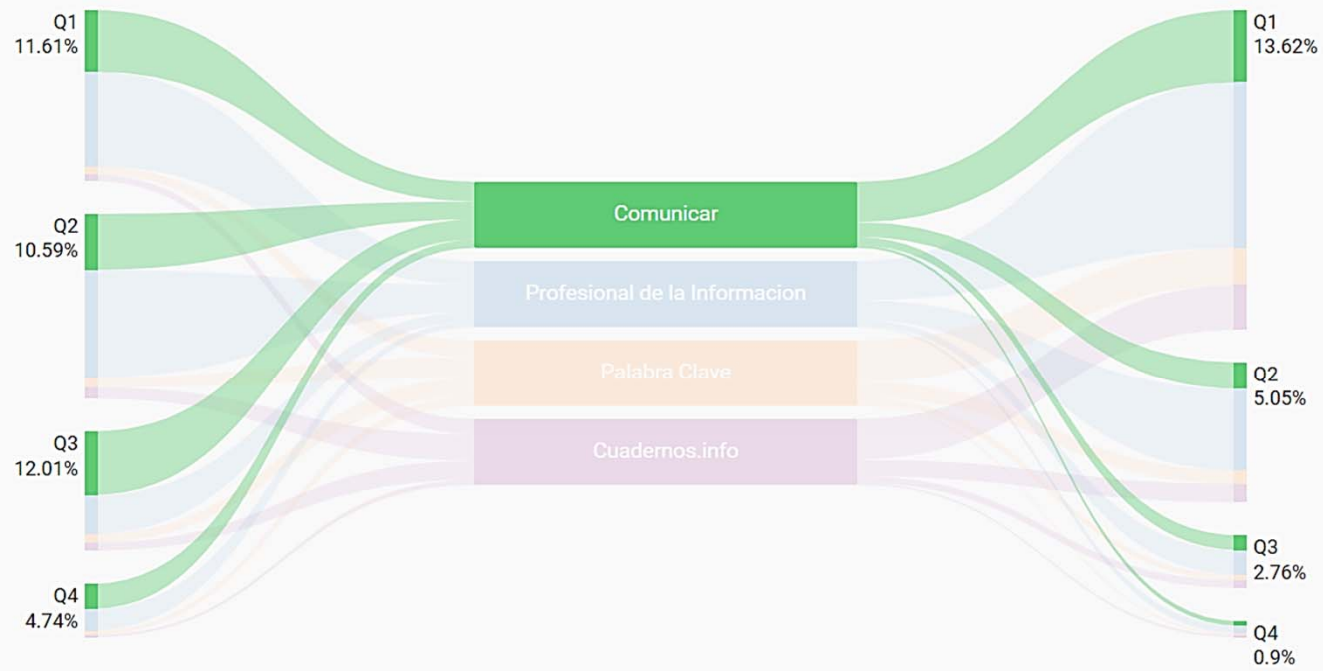 Q1
11.61%
Q2
10.59%
Q3
12.01%
Q4
4.74%
Comunicar
Profesional de la Informacion
Palabra Clave
Cuadernos.info
Q1
13.62%
Q2
5.05%
Q3
2.76%
Q4
0.9%